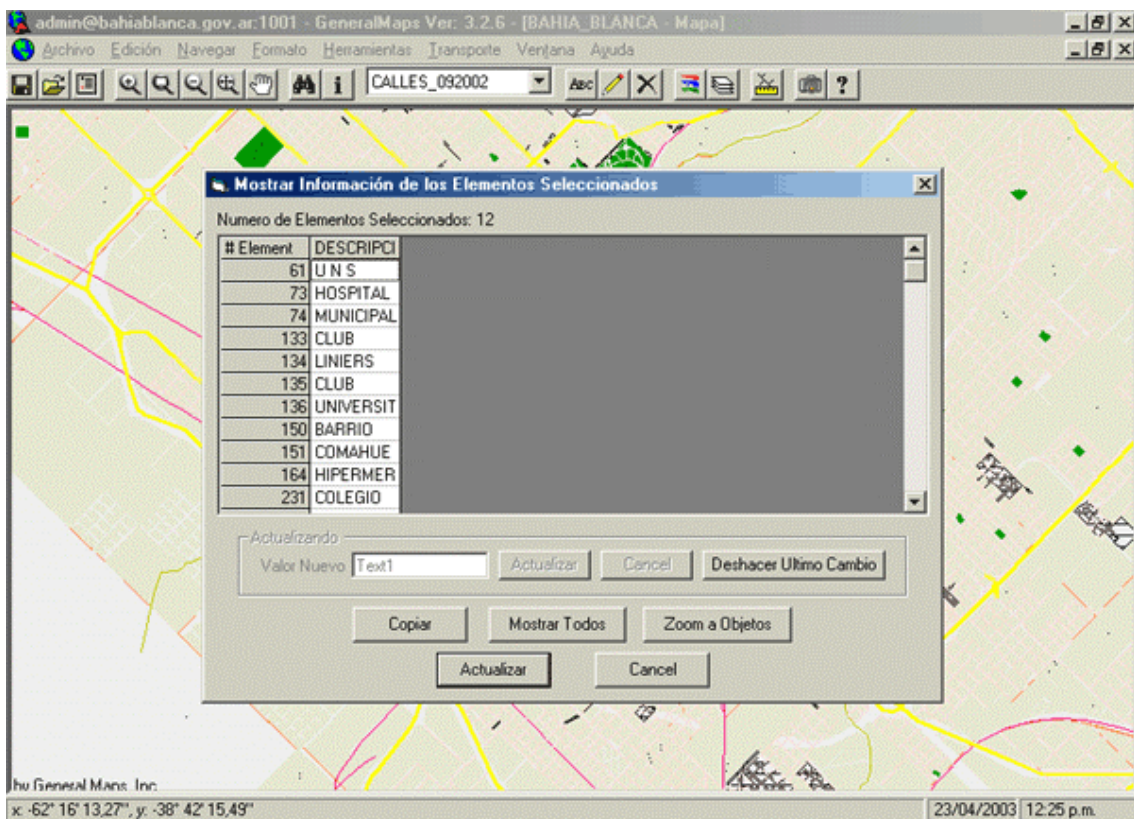 admin@bahiablanca.gov.ar:1001 - GeneralMaps Ver: 3.2.6 - [BAHIA_BLANCA - Mapa]
Archivo Edición Navegar Formato Herramientas Transporte Ventana Ayuda
CALLES_092002 ABC
Mostrar Información de los Elementos Seleccionado
Numero de Elementos Seleccionados: 12
# Element DESCRIPCI
61 U N S
73 HOSPITAL
74 MUNICIPAL
133 CLUB
134 LINIERS
135 CLUB
136 UNIVERSIT
150 BARRIO
151 COMAHUE
164 HIPERMER
231 COLEGIO
Actualizando
Valor Nuevo Text1 Actualizar Cancel Deshacer Ultimo Cambio
Copiar Mostrar Todos Zoom a Objetos
Actualizar Cancel
by General Maps, Inc
x: -62° 16' 13,27'', y: -38° 42' 15,49'' 23/04/2003 12:25 p.m.